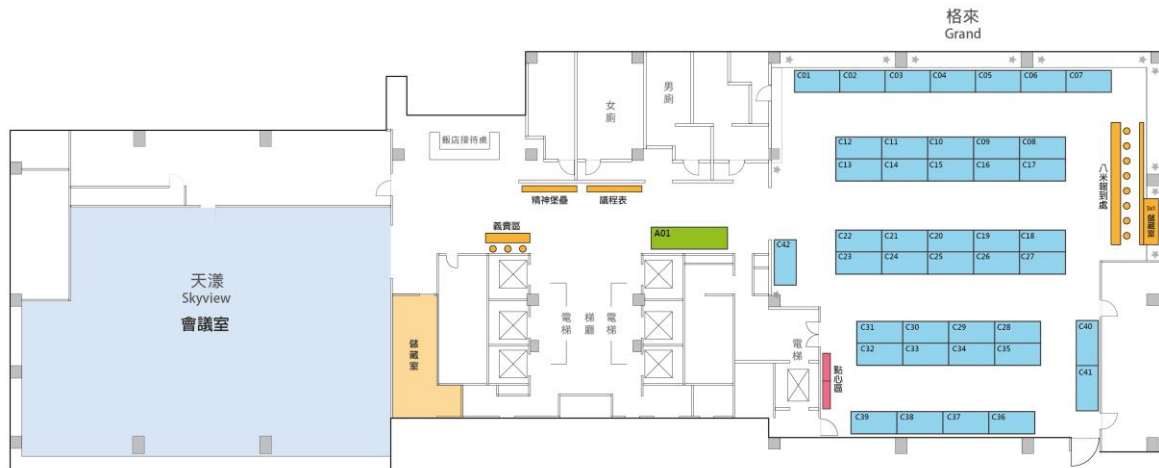 格來
Grand
C01 C02 C03 C04 C05 C06 C07
女廁
男廁
飯店接待桌
C12 C11 C10 C09 C08
C13 C14 C15 C16 C17
八米報到處
精神堡壘
議程表
3x1
儲藏室
義賣區
A01
C42
C22 C21 C20 C19 C18
C23 C24 C25 C26 C27
天漾
Skyview
會議室
儲藏室
電梯
梯廳
電梯
電梯
點心區
C31 C30 C29 C28
C32 C33 C34 C35
C40
C41
C39 C38 C37 C36